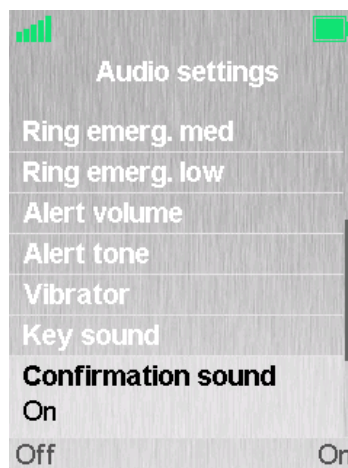 Audio settings
Ring emerg. med
Ring emerg. low
Alert volume
Alert tone
Vibrator
Key sound
Confirmation sound
On
Off On